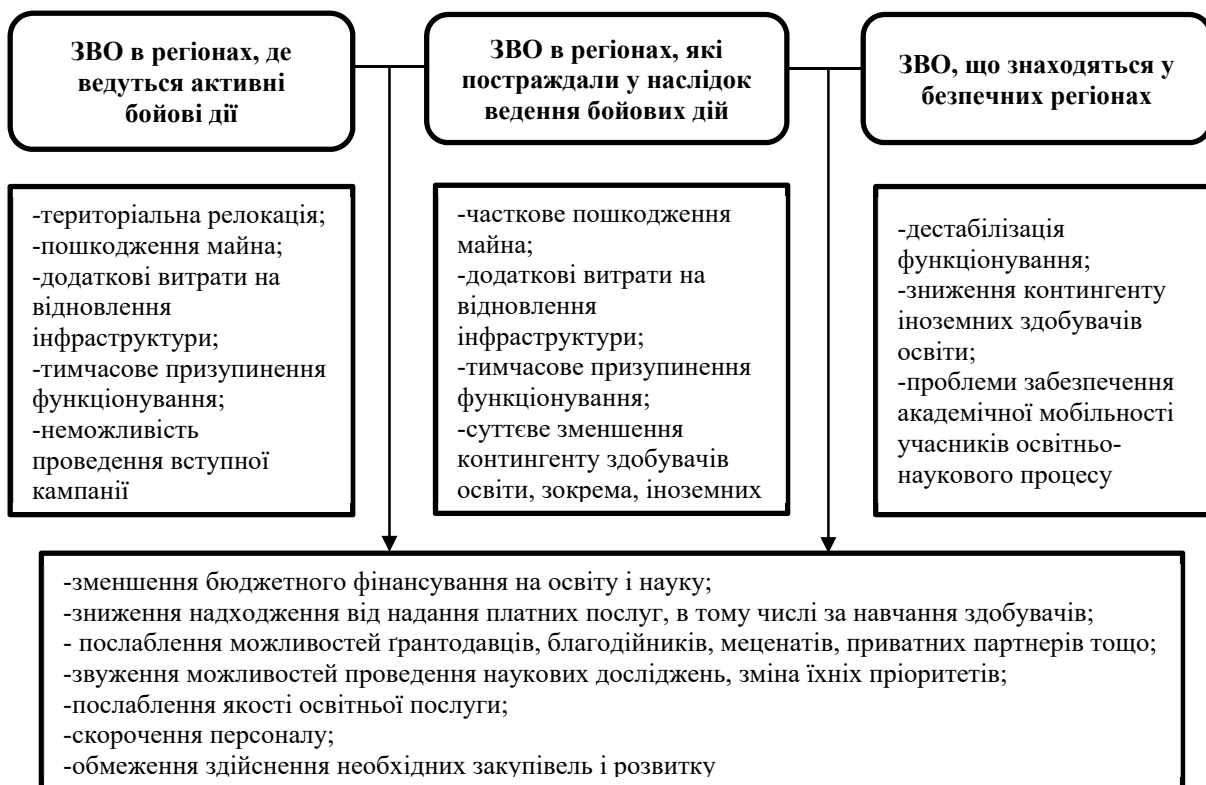 ЗВО в регіонах, де
ведуться активні
бойові дії
ЗВО в регіонах, які
постраждали у наслідок
ведення бойових дій
ЗВО, що знаходяться у
безпечних регіонах
-територіальна релокація;
-пошкодження майна;
-додаткові витрати на
відновлення
інфраструктури;
-тимчасове призупинення
функціонування;
-неможливість
проведення вступної
кампанії
-часткове пошкодження
майна;
-додаткові витрати на
відновлення
інфраструктури;
-тимчасове призупинення
функціонування;
-суттєве зменшення
контингенту здобувачів
освіти, зокрема, іноземних
-дестабілізація
функціонування;
-зниження контингенту
іноземних здобувачів
освіти;
-проблеми забезпечення
академічної мобільності
учасників освітньо-
наукового процесу
-зменшення бюджетного фінансування на освіту і науку;
-зниження надходження від надання платних послуг, в тому числі за навчання здобувачів;
- послаблення можливостей ґрантодавців, благодійників, меценатів, приватних партнерів тощо;
-звуження можливостей проведення наукових досліджень, зміна їхніх пріоритетів;
-послаблення якості освітньої послуги;
-скорочення персоналу;
-обмеження здійснення необхідних закупівель і розвитку